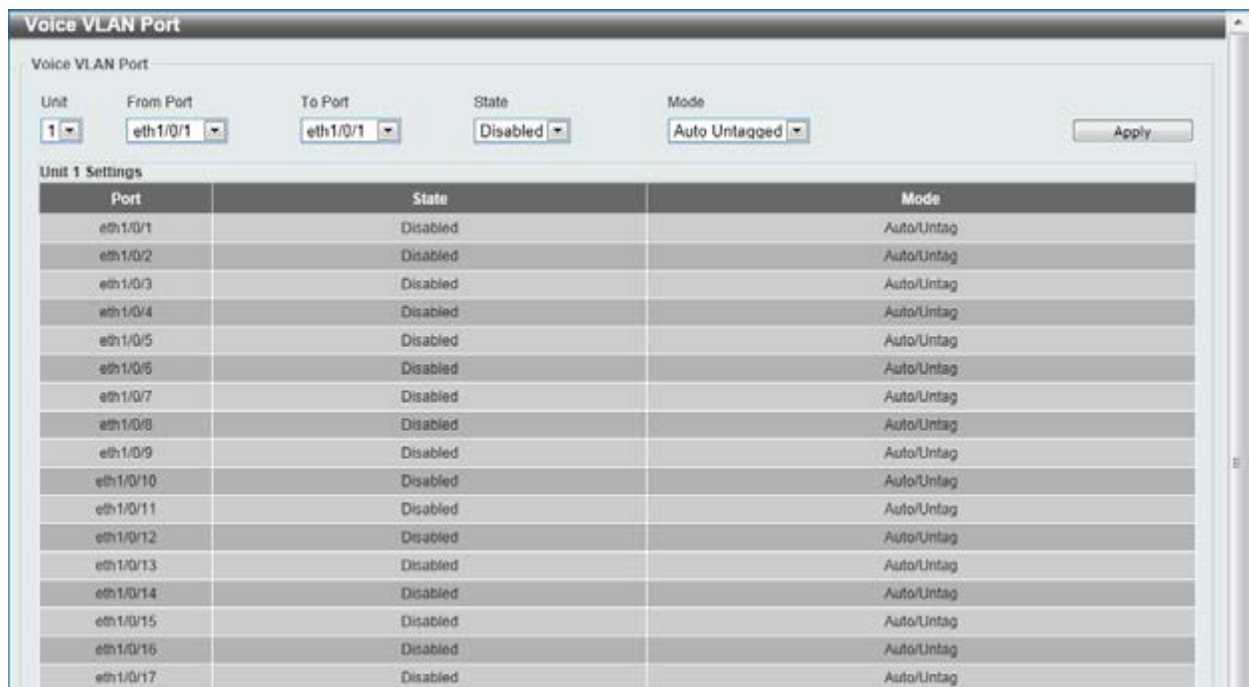 Voice VLAN Port
Voice VLAN Port
Unit From Port To Port State Mode
1 eth1/0/1 eth1/0/1 Disabled Auto Untagged Apply
Unit 1 Settings
Port State Mode
eth1/0/1 Disabled Auto/Untag
eth1/0/2 Disabled Auto/Untag
eth1/0/3 Disabled Auto/Untag
eth1/0/4 Disabled Auto/Untag
eth1/0/5 Disabled Auto/Untag
eth1/0/6 Disabled Auto/Untag
eth1/0/7 Disabled Auto/Untag
eth1/0/8 Disabled Auto/Untag
eth1/0/9 Disabled Auto/Untag
eth1/0/10 Disabled Auto/Untag
eth1/0/11 Disabled Auto/Untag
eth1/0/12 Disabled Auto/Untag
eth1/0/13 Disabled Auto/Untag
eth1/0/14 Disabled Auto/Untag
eth1/0/15 Disabled Auto/Untag
eth1/0/16 Disabled Auto/Untag
eth1/0/17 Disabled Auto/Untag